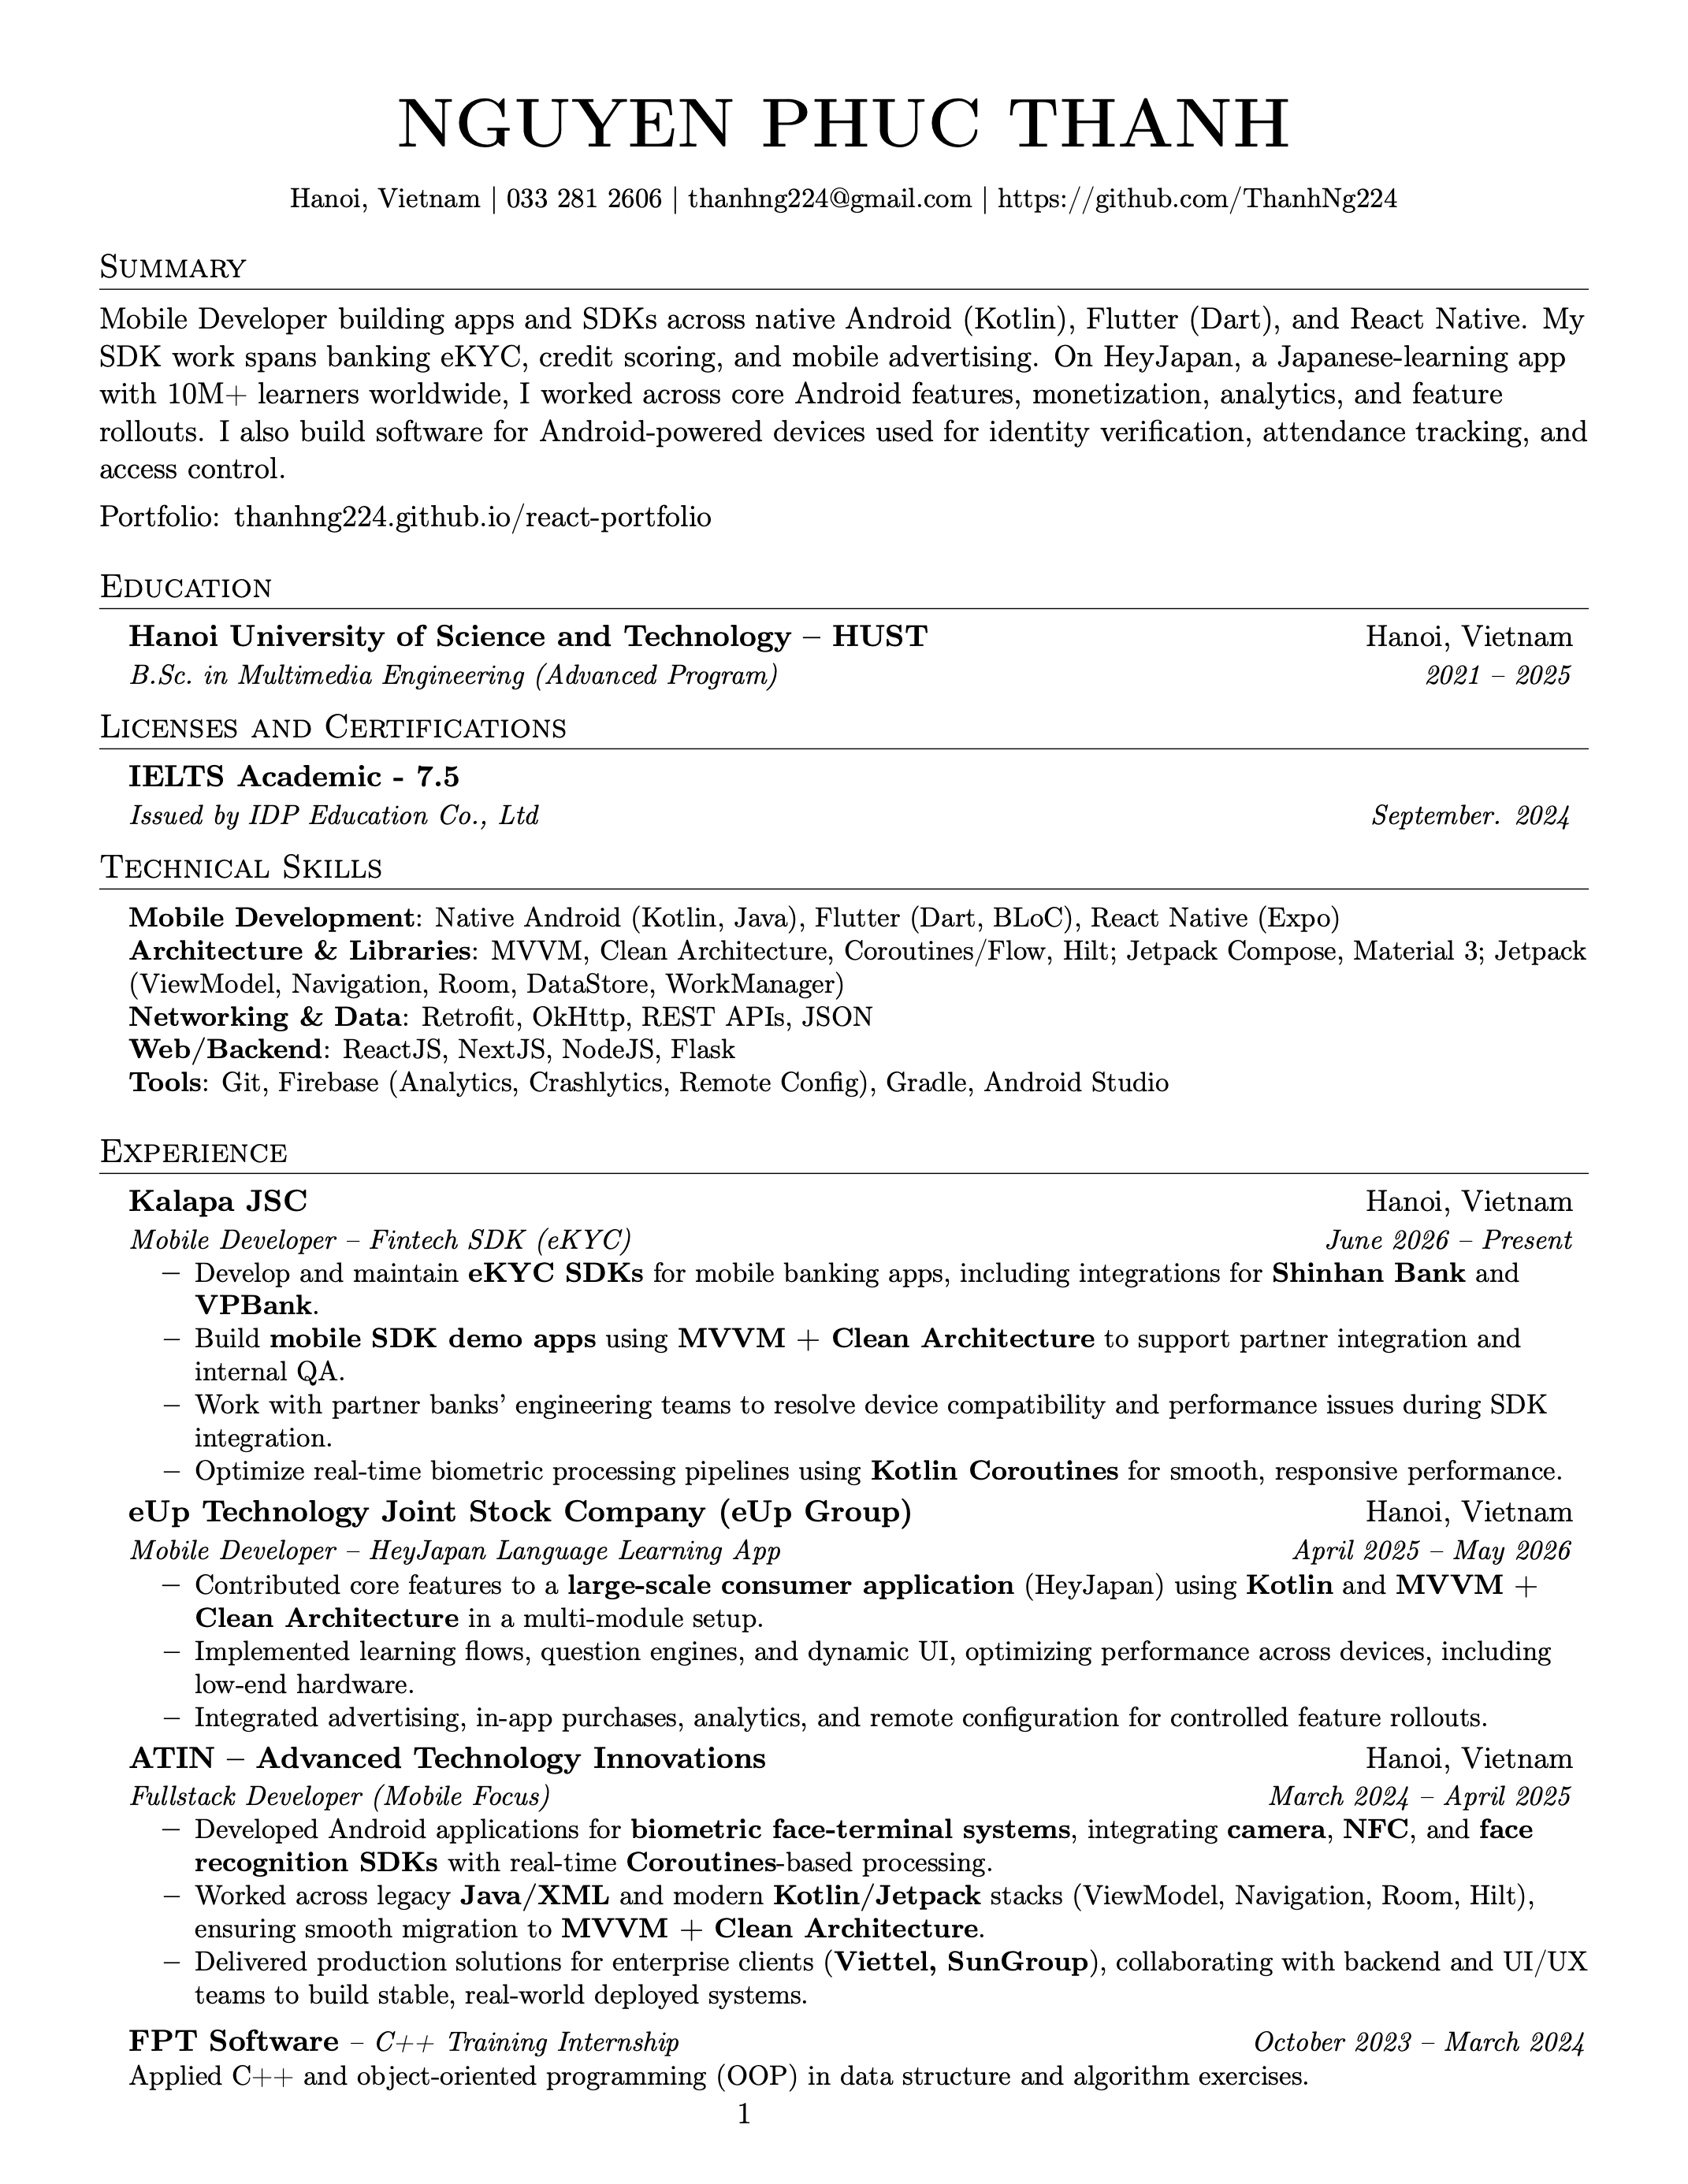 NGUYEN PHUC THANH
Hanoi, Vietnam | 033 281 2606 | thanhng224@gmail.com | https://github.com/ThanhNg224
SUMMARY
Mobile Developer building apps and SDKs across native Android (Kotlin), Flutter (Dart), and React Native. My
SDK work spans banking eKYC, credit scoring, and mobile advertising. On HeyJapan, a Japanese-learning app
with 10M+ learners worldwide, I worked across core Android features, monetization, analytics, and feature
rollouts. I also build software for Android-powered devices used for identity verification, attendance tracking, and
access control.
Portfolio: thanhng224.github.io/react-portfolio
EDUCATION
Hanoi University of Science and Technology – HUST Hanoi, Vietnam
B.Sc. in Multimedia Engineering (Advanced Program) 2021 – 2025
LICENSES AND CERTIFICATIONS
IELTS Academic - 7.5
Issued by IDP Education Co., Ltd September. 2024
TECHNICAL SKILLS
Mobile Development: Native Android (Kotlin, Java), Flutter (Dart, BLoC), React Native (Expo)
Architecture & Libraries: MVVM, Clean Architecture, Coroutines/Flow, Hilt; Jetpack Compose, Material 3; Jetpack
(ViewModel, Navigation, Room, DataStore, WorkManager)
Networking & Data: Retrofit, OkHttp, REST APIs, JSON
Web/Backend: ReactJS, NextJS, NodeJS, Flask
Tools: Git, Firebase (Analytics, Crashlytics, Remote Config), Gradle, Android Studio
EXPERIENCE
Kalapa JSC Hanoi, Vietnam
Mobile Developer – Fintech SDK (eKYC) June 2026 – Present
– Develop and maintain eKYC SDKs for mobile banking apps, including integrations for Shinhan Bank and
VPBank.
– Build mobile SDK demo apps using MVVM + Clean Architecture to support partner integration and
internal QA.
– Work with partner banks' engineering teams to resolve device compatibility and performance issues during SDK
integration.
– Optimize real-time biometric processing pipelines using Kotlin Coroutines for smooth, responsive performance.
eUp Technology Joint Stock Company (eUp Group) Hanoi, Vietnam
Mobile Developer – HeyJapan Language Learning App April 2025 – May 2026
– Contributed core features to a large-scale consumer application (HeyJapan) using Kotlin and MVVM +
Clean Architecture in a multi-module setup.
– Implemented learning flows, question engines, and dynamic UI, optimizing performance across devices, including
low-end hardware.
– Integrated advertising, in-app purchases, analytics, and remote configuration for controlled feature rollouts.
ATIN – Advanced Technology Innovations Hanoi, Vietnam
Fullstack Developer (Mobile Focus) March 2024 – April 2025
– Developed Android applications for biometric face-terminal systems, integrating camera, NFC, and face
recognition SDKs with real-time Coroutines-based processing.
– Worked across legacy Java/XML and modern Kotlin/Jetpack stacks (ViewModel, Navigation, Room, Hilt),
ensuring smooth migration to MVVM + Clean Architecture.
– Delivered production solutions for enterprise clients (Viettel, SunGroup), collaborating with backend and UI/UX
teams to build stable, real-world deployed systems.
FPT Software – C++ Training Internship October 2023 – March 2024
Applied C++ and object-oriented programming (OOP) in data structure and algorithm exercises.
1